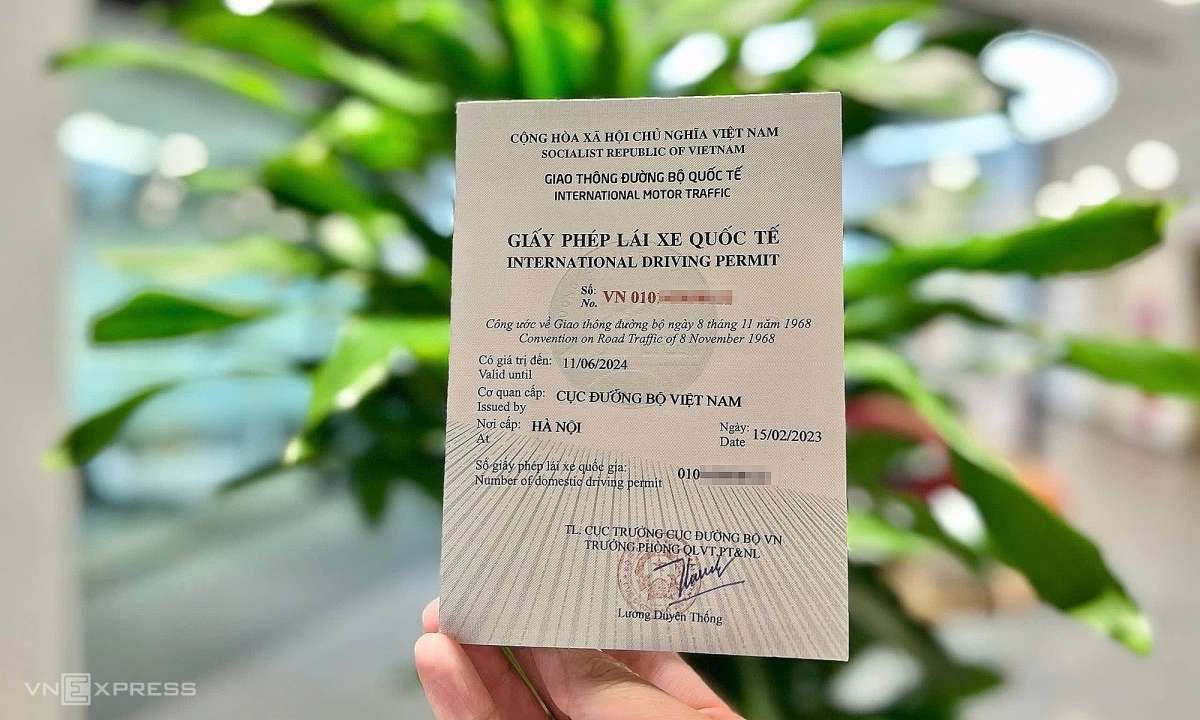 CỘNG HÒA XÃ HỘI CHỦ NGHĨA VIỆT NAM
SOCIALIST REPUBLIC OF VIETNAM
GIAO THÔNG ĐƯỜNG BỘ QUỐC TẾ
INTERNATIONAL MOTOR TRAFFIC
GIẤY PHÉP LÁI XE QUỐC TẾ
INTERNATIONAL DRIVING PERMIT
Số:
No. VN 010
Công ước về Giao thông đường bộ ngày 8 tháng 11 năm 1968
Convention on Road Traffic of 8 November 1968
Có giá trị đến: 11/06/2024
Valid until
Cơ quan cấp: CỤC ĐƯỜNG BỘ VIỆT NAM
Issued by
Nơi cấp: HÀ NỘI Ngày: 15/02/2023
At Date
Số giấy phép lái xe quốc gia: 010
Number of domestic driving permit
TL. CỤC TRƯỞNG CỤC ĐƯỜNG BỘ VN
TRƯỞNG PHÒNG QLVT,PT&NL
Lương Duyên Thống
VNEXPRESS